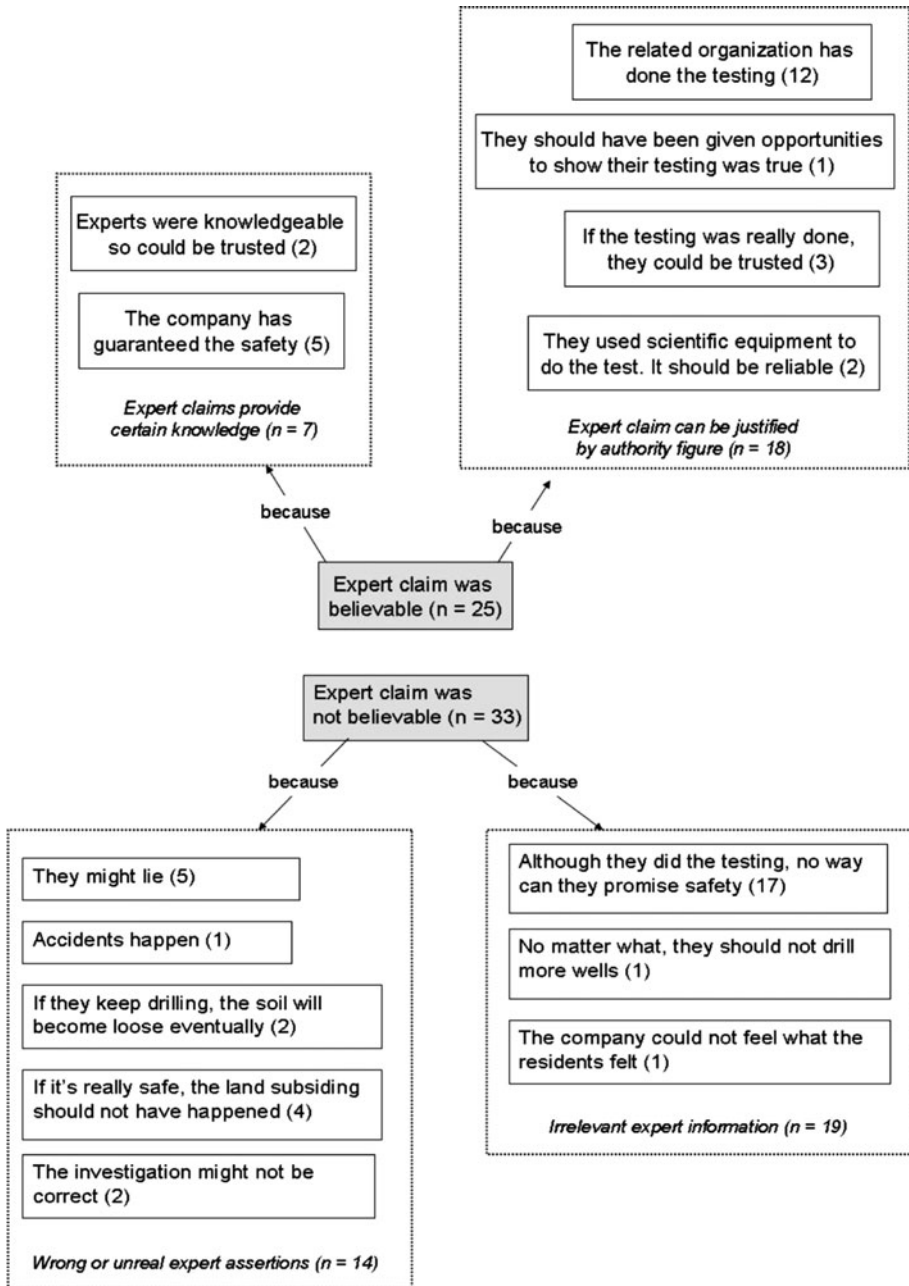 The related organization has
done the testing (12)
They should have been given opportunities
to show their testing was true (1)
If the testing was really done,
they could be trusted (3)
They used scientific equipment to
do the test. It should be reliable (2)
Expert claim can be justified
by authority figure (n = 18)
Experts were knowledgeable
so could be trusted (2)
The company has
guaranteed the safety (5)
Expert claims provide
certain knowledge (n = 7)
because
because
Expert claim was
believable (n = 25)
Expert claim was
not believable (n = 33)
because
because
They might lie (5)
Accidents happen (1)
If they keep drilling, the soil will
become loose eventually (2)
If it's really safe, the land subsiding
should not have happened (4)
The investigation might not be
correct (2)
Wrong or unreal expert assertions (n = 14)
Although they did the testing, no way
can they promise safety (17)
No matter what, they should not drill
more wells (1)
The company could not feel what the
residents felt (1)
Irrelevant expert information (n = 19)